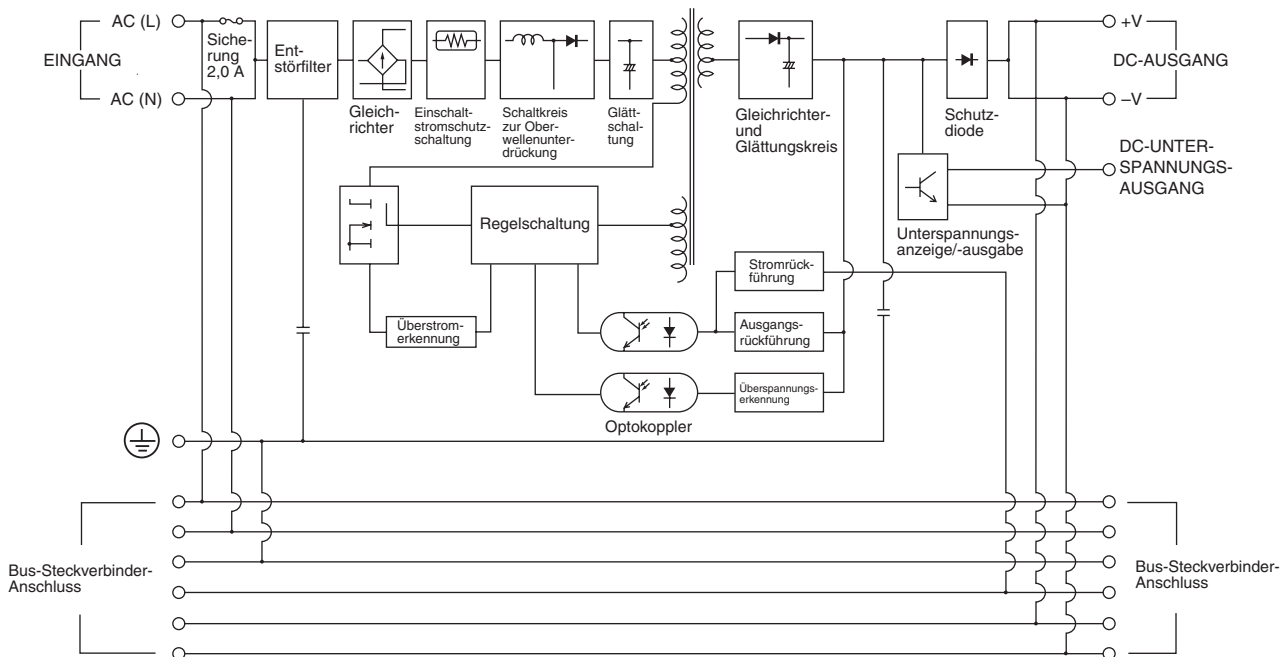 AC (L)
EINGANG
AC (N)
Siche-
rung
2,0 A
Ent-
störfilter
Gleich-
richter
Einschalt-
stromschutz-
schaltung
Schaltkreis
zur Ober-
wellenunter-
drückung
Glätt-
schal-
tung
Gleichrichter-
und
Glättungskreis
Schutz-
diode
+V
DC-AUSGANG
–V
DC-UNTER-
SPANNUNGS-
AUSGANG
Unterspannungs-
anzeige/-ausgabe
Regelschaltung
Stromrück-
führung
Überstrom-
erkennung
Ausgangs-
rückführung
Überspannungs-
erkennung
Optokoppler
Bus-Steckverbinder-
Anschluss
Bus-Steckverbinder-
Anschluss